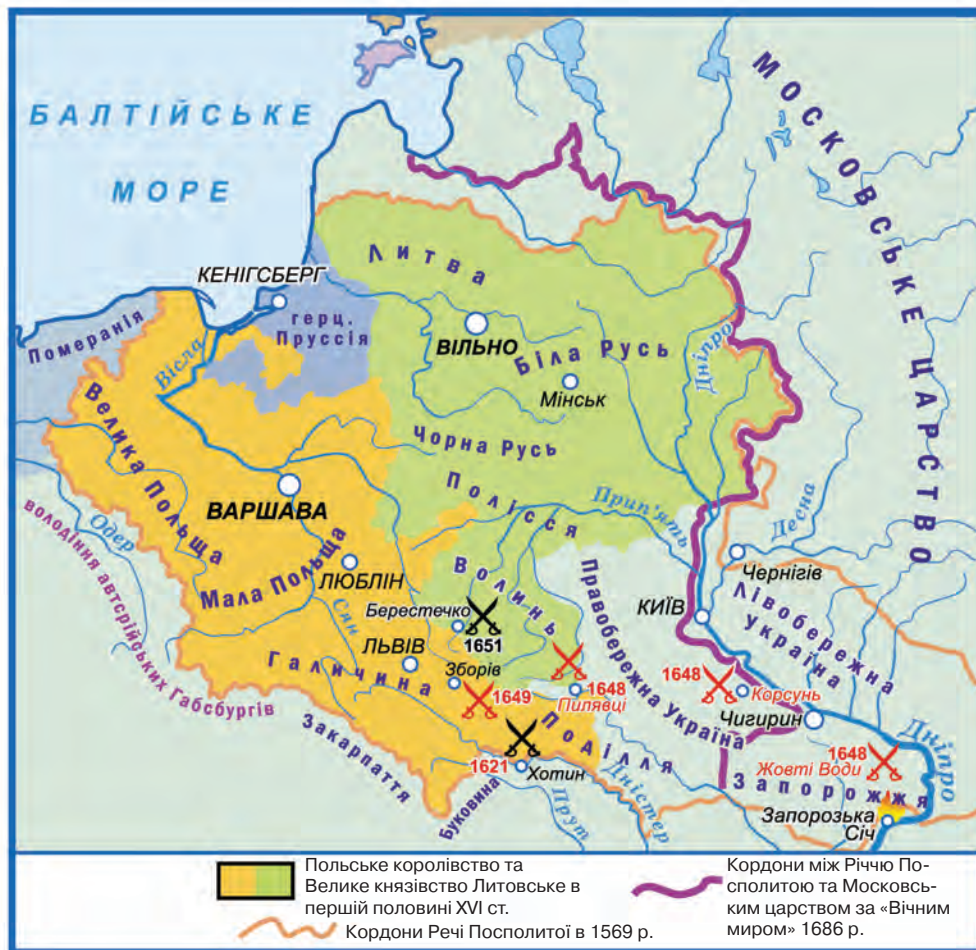 БАЛТІЙСЬКЕ
МОРЕ
МОСКОВСЬКЕ ЦАРСТВО
Литва
КЕНІГСБЕРГ
герц.
Пруссія
Померанія
Вісла
ВІЛЬНО
Біла Русь
Дніпро
Мінськ
Велика Польща
Чорна Русь
Полісся
ВАРШАВА
Прип'ять
Десна
Одер
володіння автсрійських Габсбургів
Мала Польща
ЛЮБЛІН
Волинь
Чернігів
Сян
Берестечко
1651
Правобережна Україна
КИЇВ
Лівобережна
Україна
ЛЬВІВ
Галичина
Зборів
1649
1648
Пилявці
1648
Корсунь
Чигирин
Закарпаття
Поділля
1621
Хотин
Буковина
Прут
Дністер
1648
Жовті Води
Дніпро
Запорожжя
Запорозька
Січ
Польське королівство та
Велике князівство Литовське в
першій половині XVI ст.
Кордони Речі Посполитої в 1569 р.
Кордони між Річчю По-
сполитою та Московсь-
ким царством за «Вічним
миром» 1686 р.